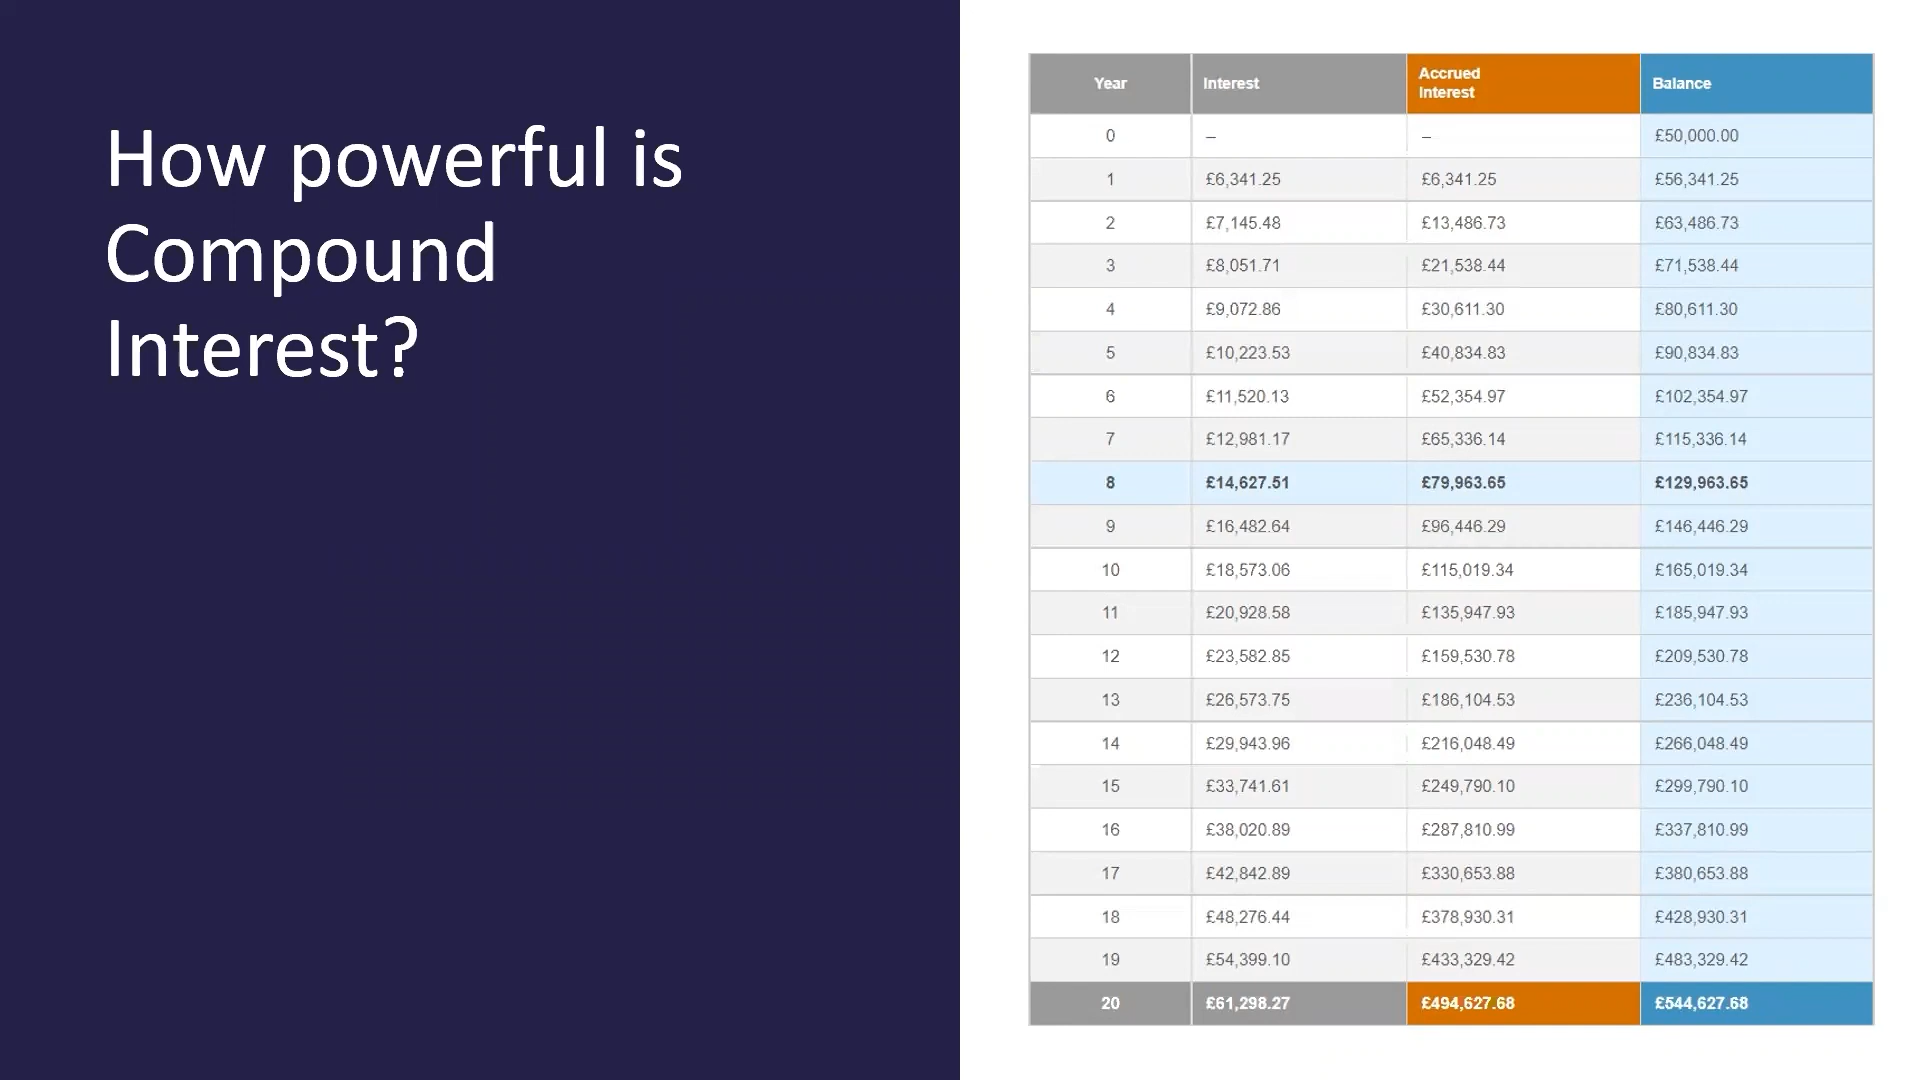 How powerful is
Compound
Interest?
Year Interest Accrued Interest Balance
0 – – £50,000.00
1 £6,341.25 £6,341.25 £56,341.25
2 £7,145.48 £13,486.73 £63,486.73
3 £8,051.71 £21,538.44 £71,538.44
4 £9,072.86 £30,611.30 £80,611.30
5 £10,223.53 £40,834.83 £90,834.83
6 £11,520.13 £52,354.97 £102,354.97
7 £12,981.17 £65,336.14 £115,336.14
8 £14,627.51 £79,963.65 £129,963.65
9 £16,482.64 £96,446.29 £146,446.29
10 £18,573.06 £115,019.34 £165,019.34
11 £20,928.58 £135,947.93 £185,947.93
12 £23,582.85 £159,530.78 £209,530.78
13 £26,573.75 £186,104.53 £236,104.53
14 £29,943.96 £216,048.49 £266,048.49
15 £33,741.61 £249,790.10 £299,790.10
16 £38,020.89 £287,810.99 £337,810.99
17 £42,842.89 £330,653.88 £380,653.88
18 £48,276.44 £378,930.31 £428,930.31
19 £54,399.10 £433,329.42 £483,329.42
20 £61,298.27 £494,627.68 £544,627.68